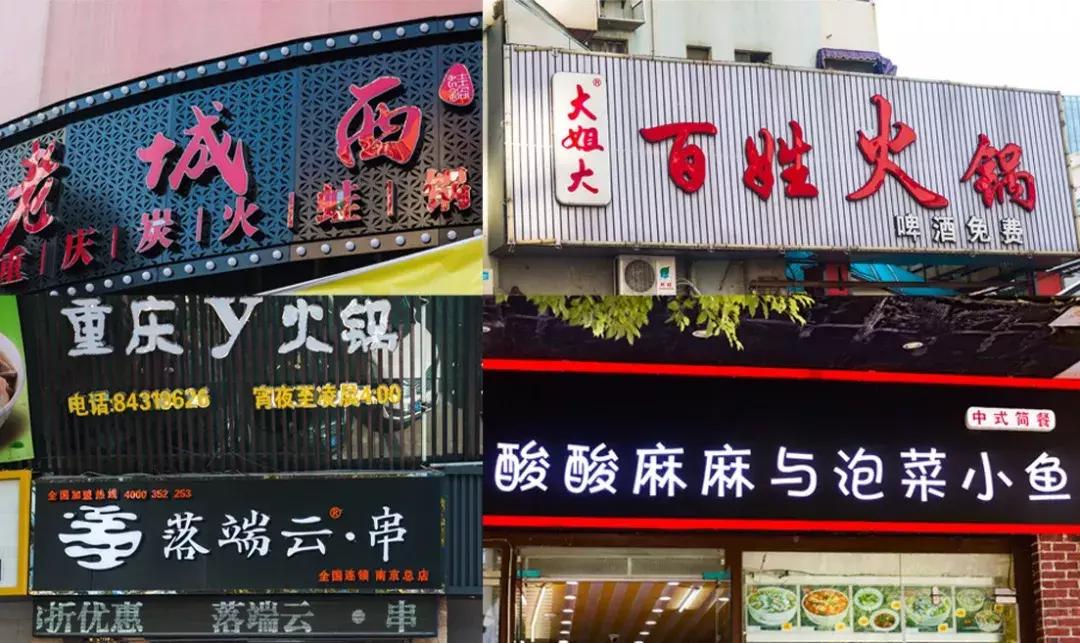 老城西
重庆|炭|火|蛙|锅
大姐大®
百姓火锅
啤酒免费
重庆y火锅
电话:84319626 宵夜至凌晨4:00
全国加盟热线 4000 352 253
落端云·串®
全国连锁 南京总店
8折优惠 落端云·串
中式简餐
酸酸麻麻与泡菜小鱼